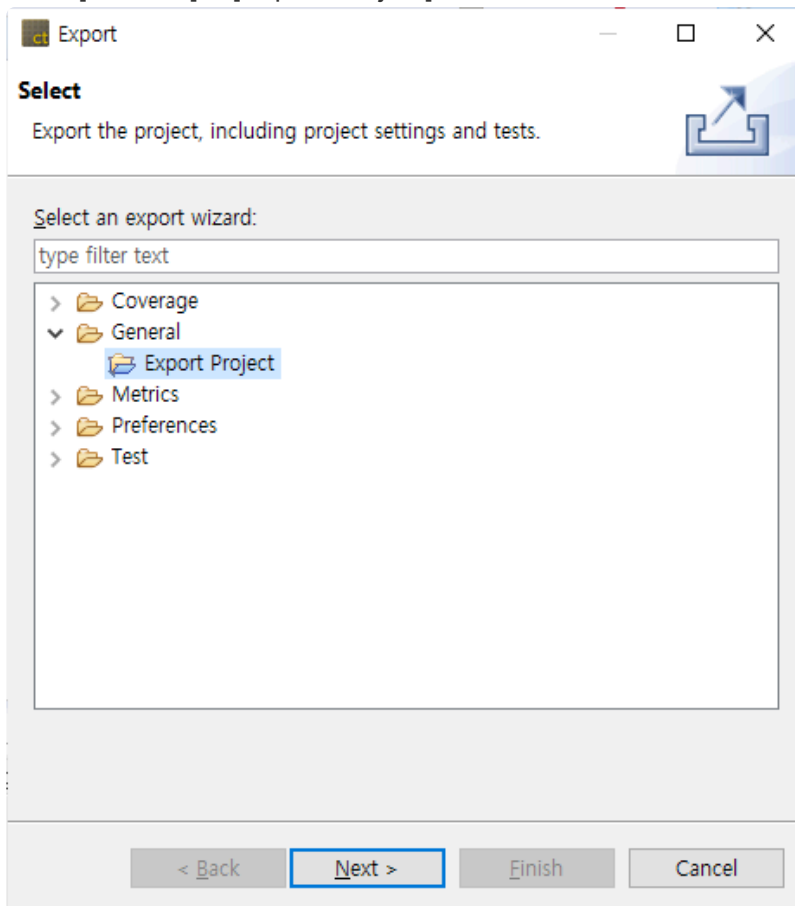 ct Export
Select
Export the project, including project settings and tests.
Select an export wizard:
type filter text
Coverage
General
Export Project
Metrics
Preferences
Test
< Back Next > Finish Cancel